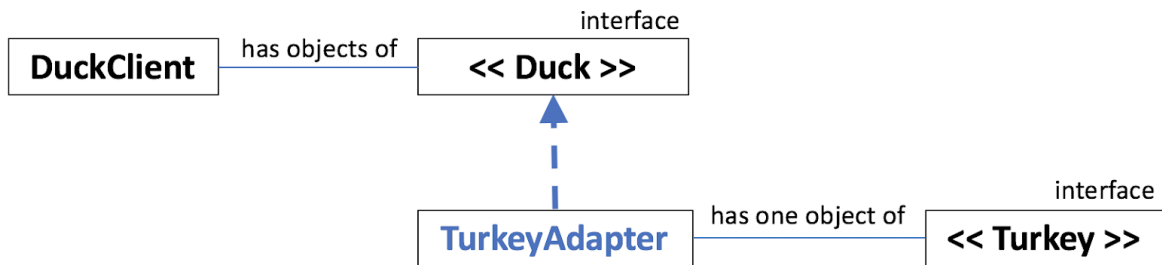 interface
DuckClient has objects of << Duck >>
interface
TurkeyAdapter has one object of << Turkey >>